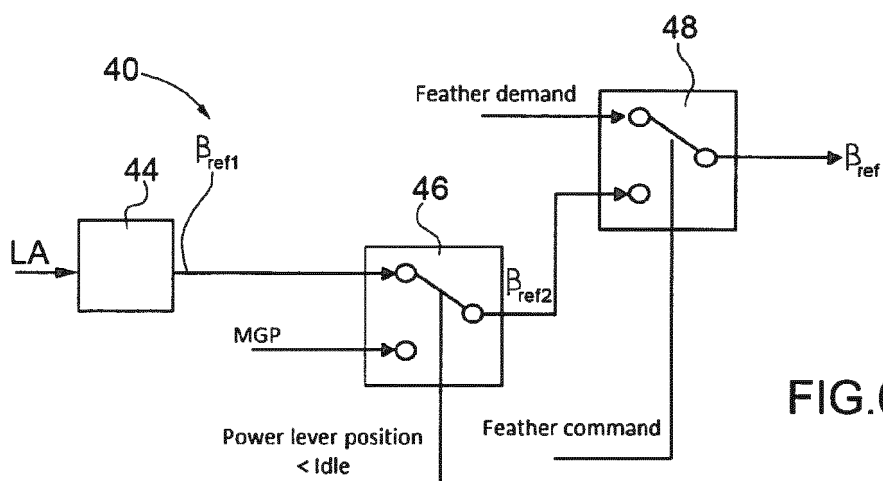 40
48
Feather demand
βref1
44
46
βref
LA
βref2
MGP
Power lever position
< Idle
Feather command
FIG.